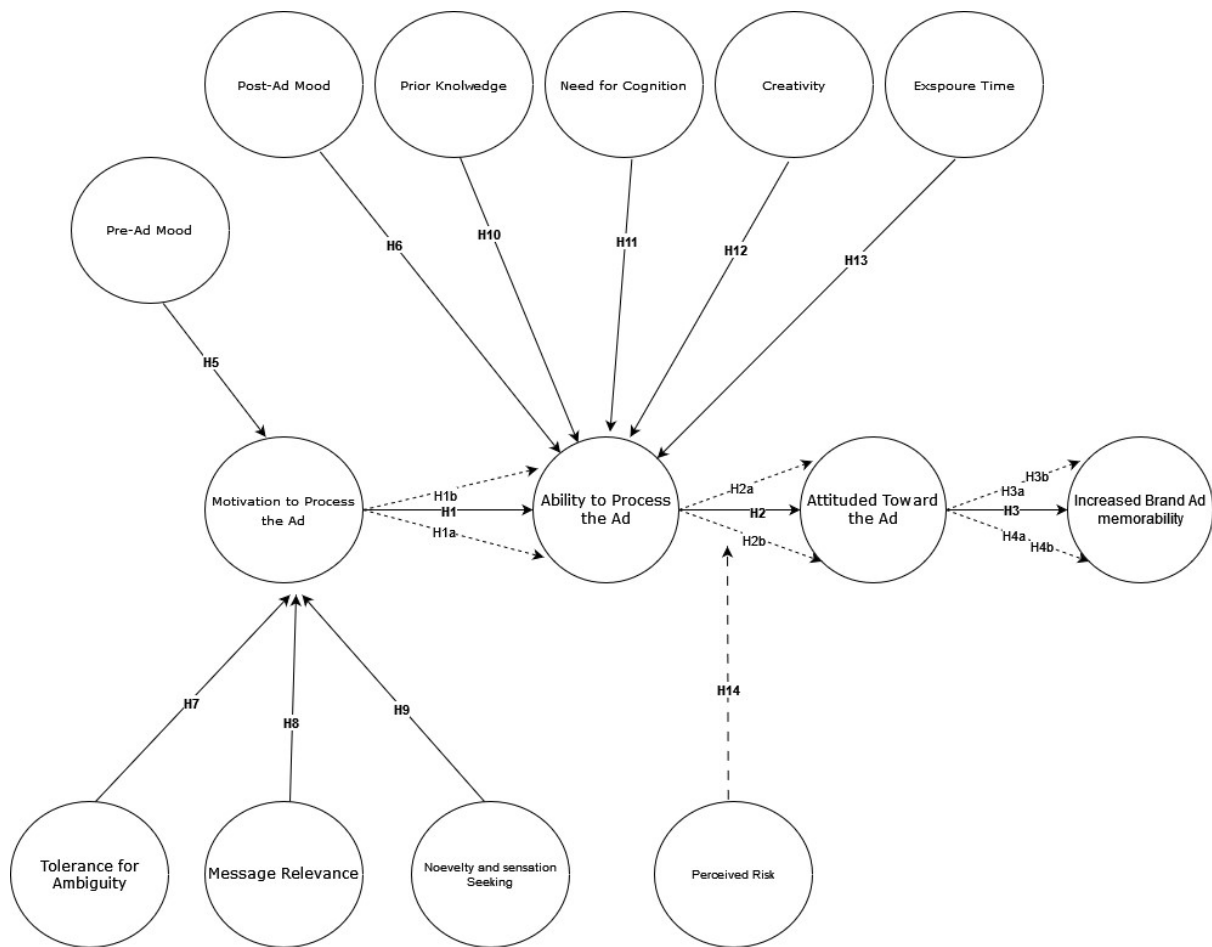 Post-Ad Mood
Prior Knolwedge
Need for Cognition
Creativity
Exspoure Time
Pre-Ad Mood
H6
H10
H11
H12
H13
H5
Motivation to Process
the Ad
H1b
H1
H1a
Ability to Process
the Ad
H2a
H2
H2b
Attituded Toward
the Ad
H3b
H3a
H3
H4a
H4b
Increased Brand Ad
memorability
H7
H8
H9
H14
Tolerance for
Ambiguity
Message Relevance
Noevelty and sensation
Seeking
Perceived Risk